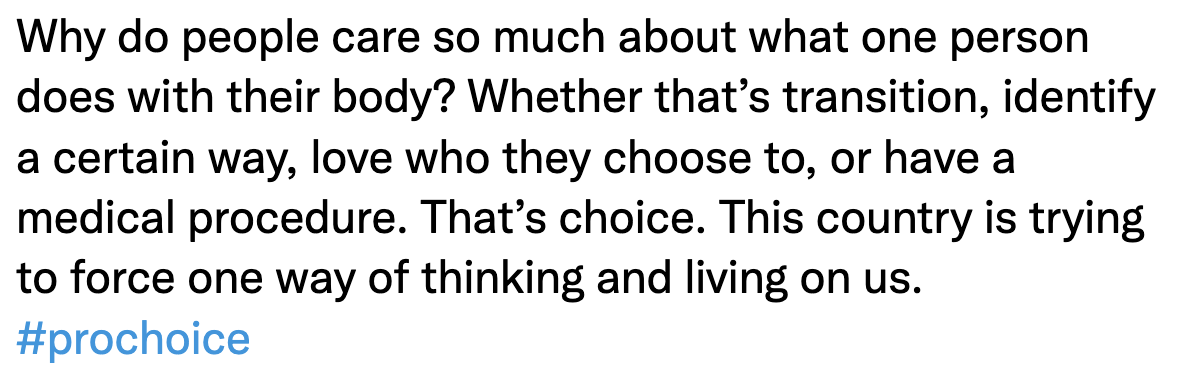 Why do people care so much about what one person
does with their body? Whether that’s transition, identify
a certain way, love who they choose to, or have a
medical procedure. That’s choice. This country is trying
to force one way of thinking and living on us.
#prochoice